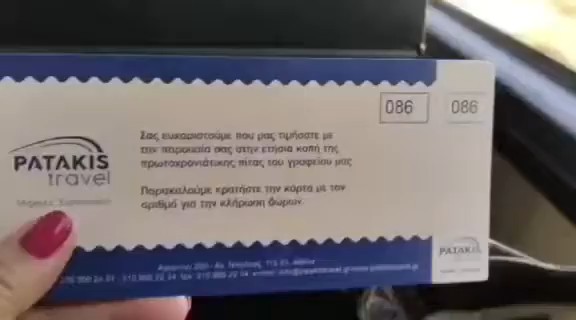 086
086
Σας ευχαριστούμε που μας τιμήσατε με
την παρουσία σας στην ετήσια κοπή της
πρωτοχρονιάτικης πίτας του γραφείου μας
PATAKIS
travel
Παρακαλούμε κρατήστε την κάρτα με τον
αριθμό για την κλήρωση δώρων.
PATAKIS